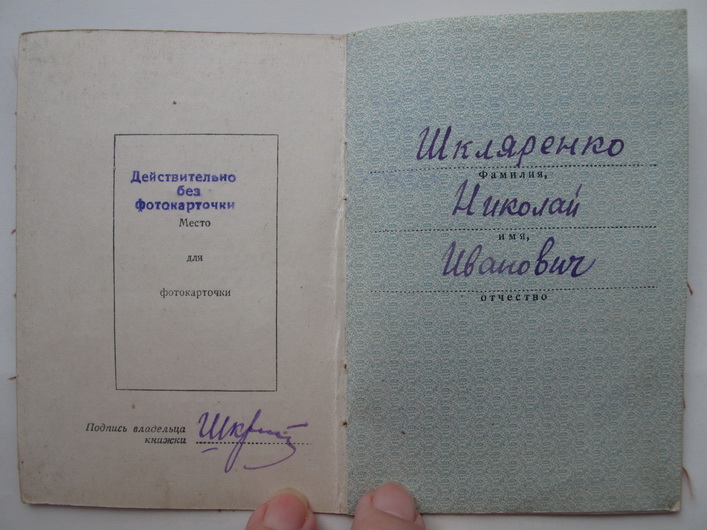 Действительно
без
фотокарточки
Место
для
фотокарточки
Подпись владельца
книжки
Шкляренко
Фамилия,
Николай
имя,
Иванович
отчество